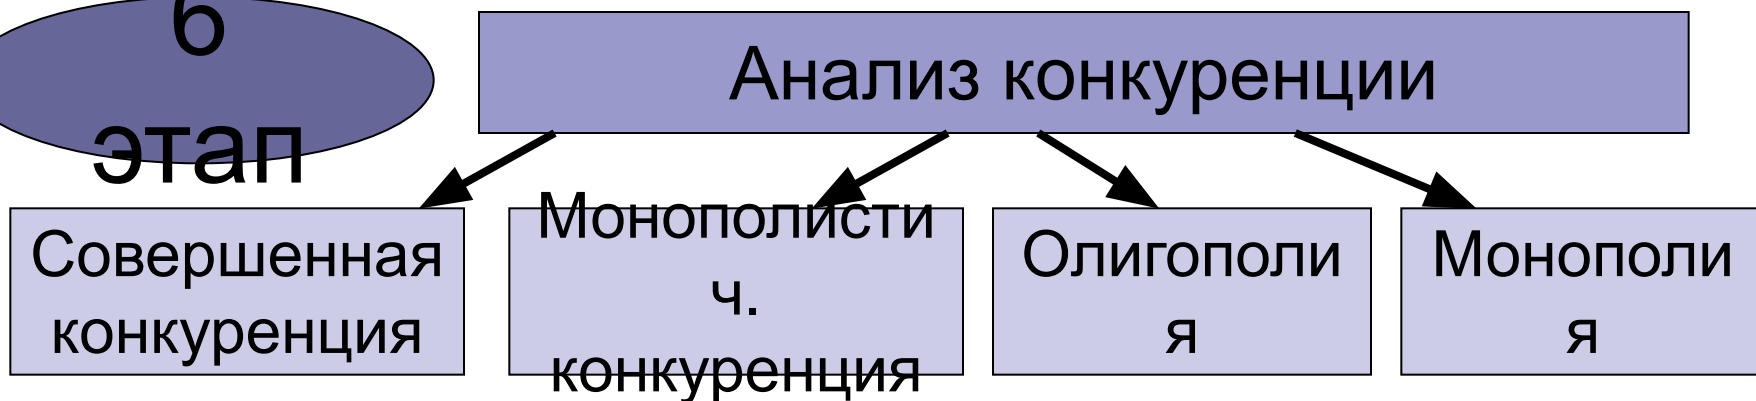 6
этап
Анализ конкуренции
Совершенная
конкуренция
Монополисти
ч.
конкуренция
Олигополи
я
Монополи
я